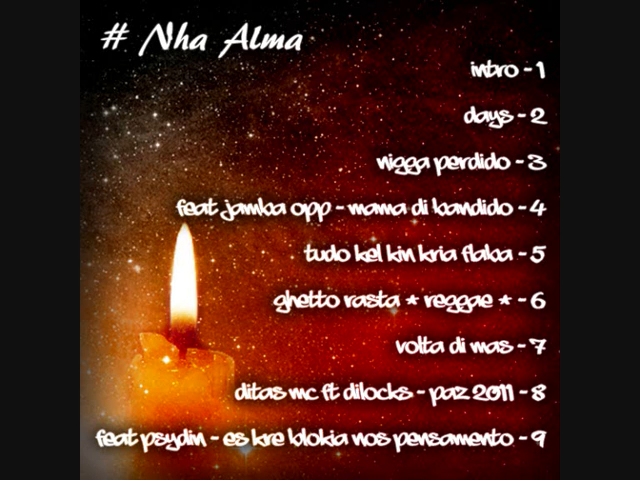 # Nha Alma
intro - 1
days - 2
nigga perdido - 3
feat jamba opp - mama di bandido - 4
tudo kel kin kria flaba - 5
ghetto rasta * reggae * - 6
volta di mas - 7
ditas mc ft dilocks - paz 2011 - 8
feat psydin - es kre blokia nos pensamento - 9